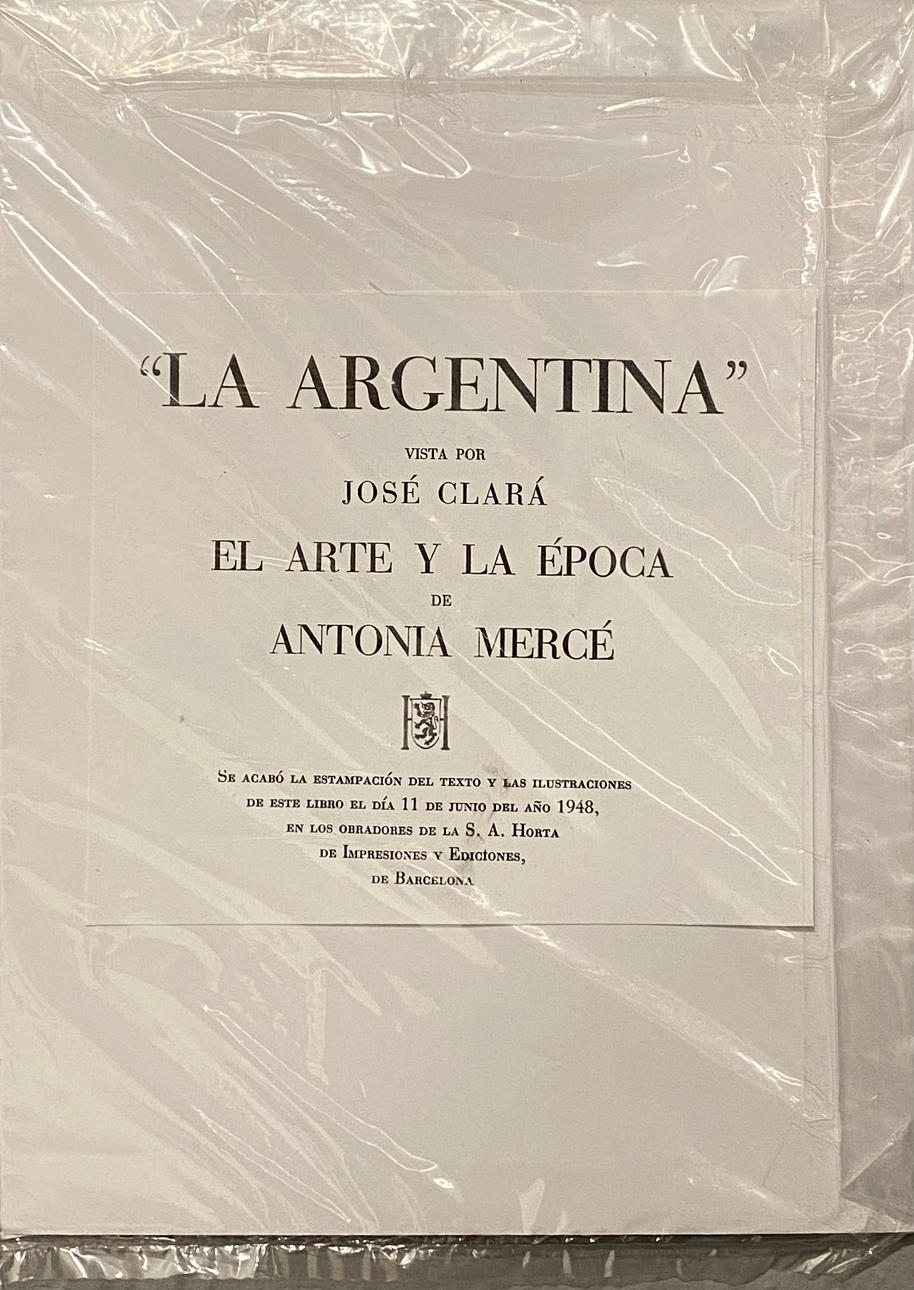 “LA ARGENTINA”
VISTA POR
JOSÉ CLARÁ
EL ARTE Y LA ÉPOCA
DE
ANTONIA MERCÉ
H
SE ACABÓ LA ESTAMPACIÓN DEL TEXTO Y LAS ILUSTRACIONES
DE ESTE LIBRO EL DÍA 11 DE JUNIO DEL AÑO 1948,
EN LOS OBRADORES DE LA S. A. HORTA
DE IMPRESIONES Y EDICIONES,
DE BARCELONA